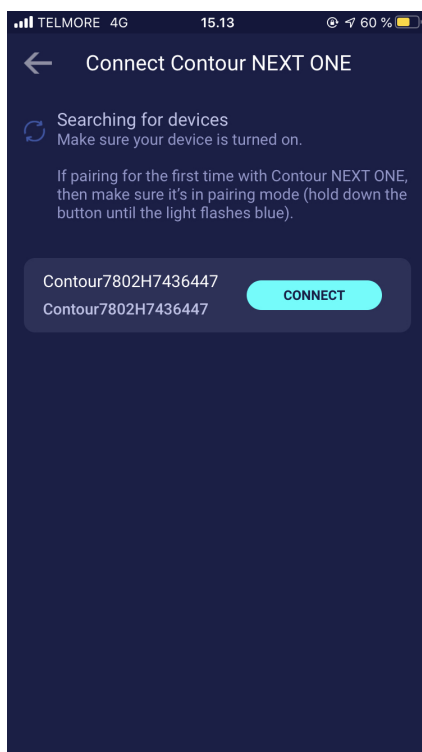 TELMORE 4G 15.13 60 %
Connect Contour NEXT ONE
Searching for devices
Make sure your device is turned on.
If pairing for the first time with Contour NEXT ONE,
then make sure it's in pairing mode (hold down the
button until the light flashes blue).
Contour7802H7436447
Contour7802H7436447
CONNECT